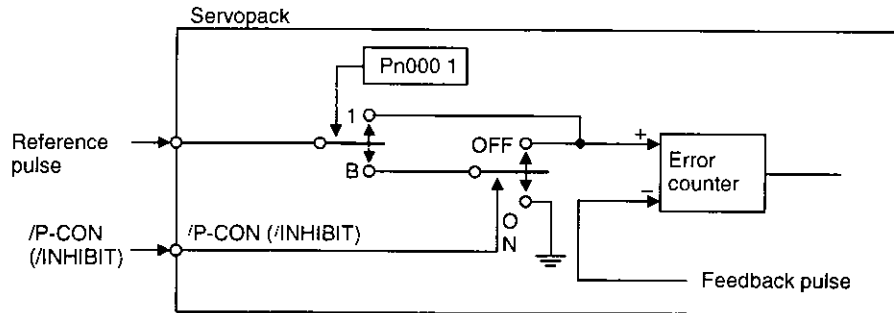 Servopack
Pn000 1
1
Reference
pulse
OFF
+
B
Error
counter
−
/P-CON
(/INHIBIT)
/P-CON (/INHIBIT)
O
N
Feedback pulse